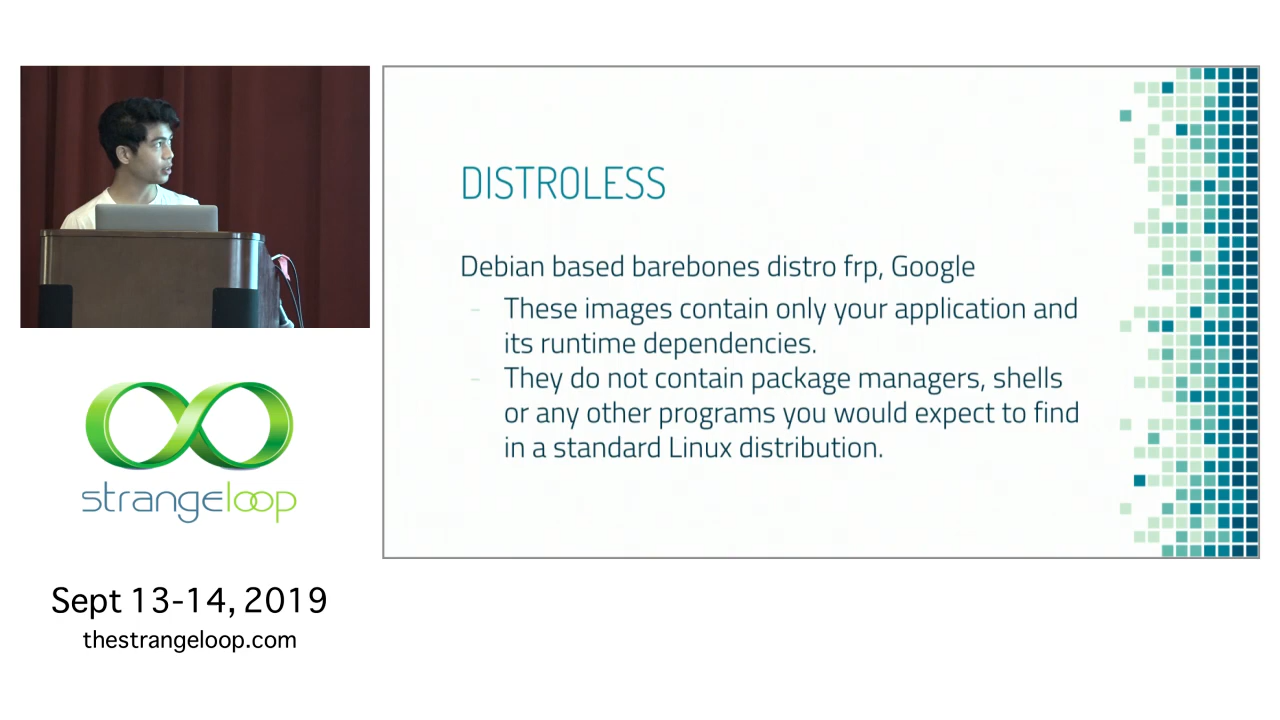 DISTROLESS
Debian based barebones distro frp, Google
- These images contain only your application and
its runtime dependencies.
- They do not contain package managers, shells
or any other programs you would expect to find
in a standard Linux distribution.
strangeloop
Sept 13-14, 2019
thestrangeloop.com